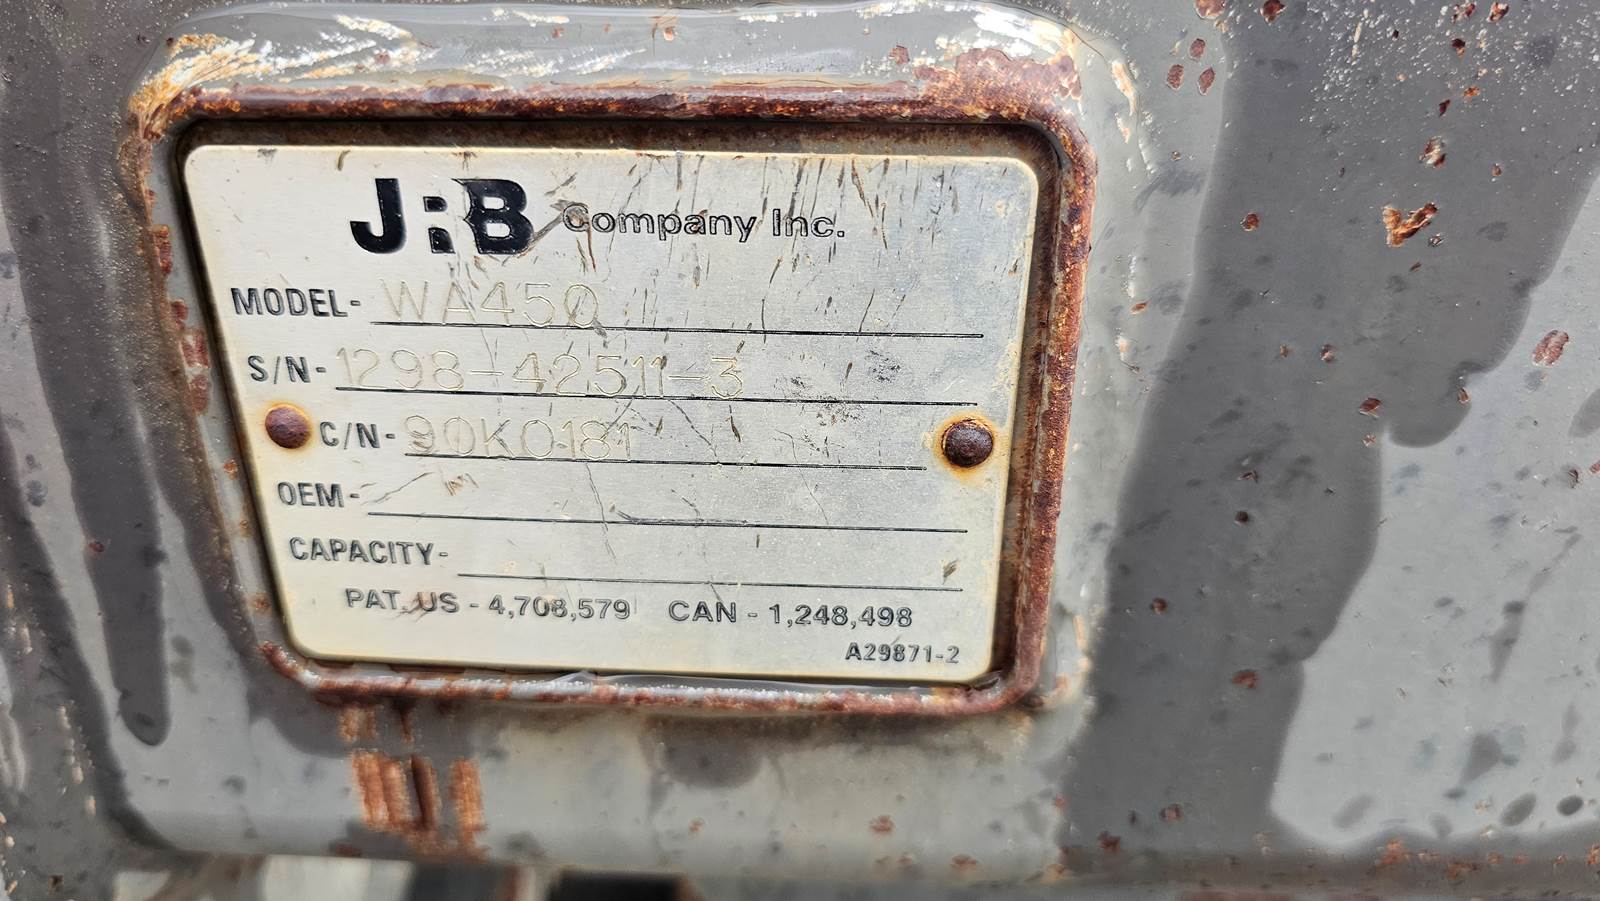 JRB Company Inc.
MODEL- WA450
S/N- 1298-42511-3
C/N- 90K0181
OEM-
CAPACITY-
PAT. US - 4,708,579 CAN - 1,248,498
A29871-2